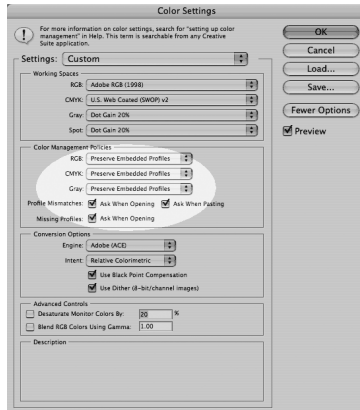 Color Settings
For more information on color settings, search for "setting up color
management" in Help. This term is searchable from any Creative
Suite application.
Settings: Custom
Working Spaces
RGB: Adobe RGB (1998)
CMYK: U.S. Web Coated (SWOP) v2
Gray: Dot Gain 20%
Spot: Dot Gain 20%
Color Management Policies
RGB: Preserve Embedded Profiles
CMYK: Preserve Embedded Profiles
Gray: Preserve Embedded Profiles
Profile Mismatches: Ask When Opening Ask When Pasting
Missing Profiles: Ask When Opening
Conversion Options
Engine: Adobe (ACE)
Intent: Relative Colorimetric
Use Black Point Compensation
Use Dither (8-bit/channel images)
Advanced Controls
Desaturate Monitor Colors By: 20 %
Blend RGB Colors Using Gamma: 1.00
Description
OK
Cancel
Load...
Save...
Fewer Options
Preview